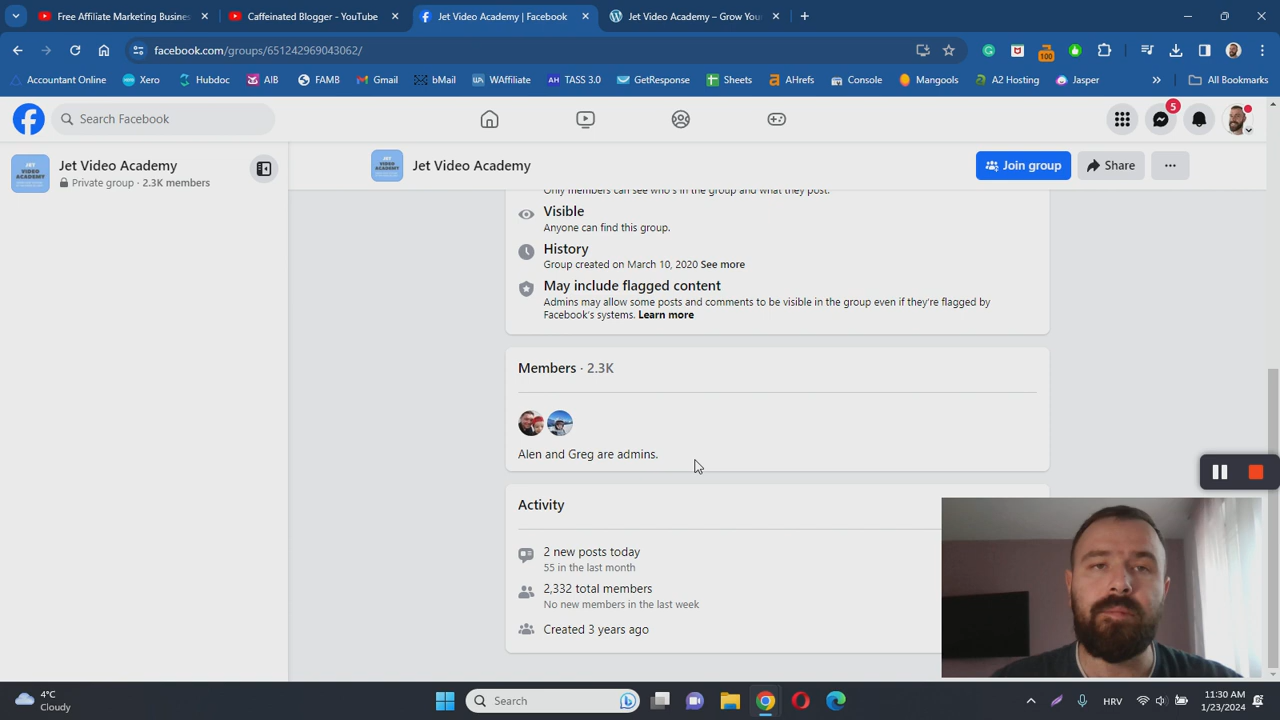 Free Affiliate Marketing Busine
Caffeinated Blogger - YouTube
Jet Video Academy | Facebook
Jet Video Academy – Grow You
facebook.com/groups/651242969043062/
100
Accountant Online
Xero
Hubdoc
AIB
FAMB
Gmail
bMail
WAffiliate
TASS 3.0
GetResponse
Sheets
AHrefs
Console
Mangools
A2 Hosting
Jasper
All Bookmarks
Search Facebook
5
Jet Video Academy
Private group · 2.3K members
Jet Video Academy
Join group
Share
Only members can see who's in the group and what they post.
Visible
Anyone can find this group.
History
Group created on March 10, 2020 See more
May include flagged content
Admins may allow some posts and comments to be visible in the group even if they're flagged by
Facebook's systems. Learn more
Members · 2.3K
Alen and Greg are admins.
Activity
2 new posts today
55 in the last month
2,332 total members
No new members in the last week
Created 3 years ago
4°C
Cloudy
Search
HRV
11:30 AM
1/23/2024